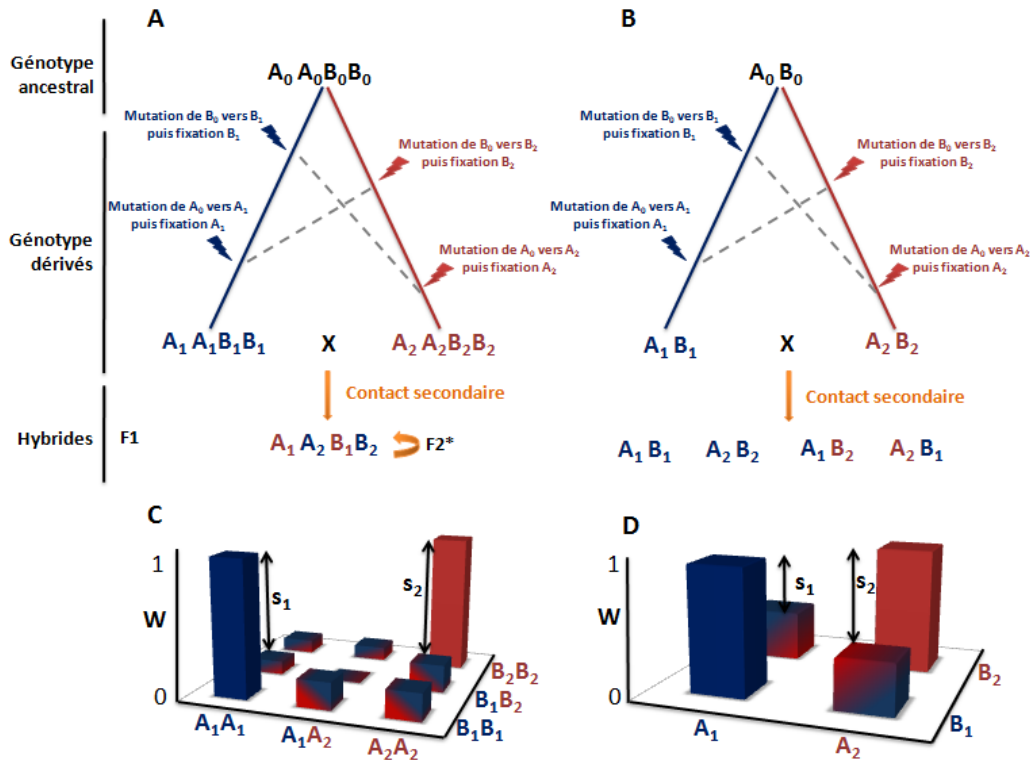 A
B
Génotype
ancestral
A₀ A₀B₀B₀
A₀ B₀
Mutation de B₀ vers B₁
puis fixation B₁
Mutation de B₀ vers B₂
puis fixation B₂
Mutation de B₀ vers B₁
puis fixation B₁
Mutation de B₀ vers B₂
puis fixation B₂
Génotype
dérivés
Mutation de A₀ vers A₁
puis fixation A₁
Mutation de A₀ vers A₂
puis fixation A₂
Mutation de A₀ vers A₁
puis fixation A₁
Mutation de A₀ vers A₂
puis fixation A₂
A₁ A₁B₁B₁ X A₂ A₂B₂B₂
A₁ B₁ X A₂ B₂
Contact secondaire
Contact secondaire
Hybrides
F1
A₁ A₂ B₁B₂
F2*
A₁ B₁ A₂ B₂ A₁ B₂ A₂ B₁
C
1
W
0
s₁
s₂
A₁A₁
A₁A₂
A₂A₂
B₂B₂
B₁B₂
B₁B₁
D
1
W
0
s₁
s₂
A₁
A₂
B₂
B₁